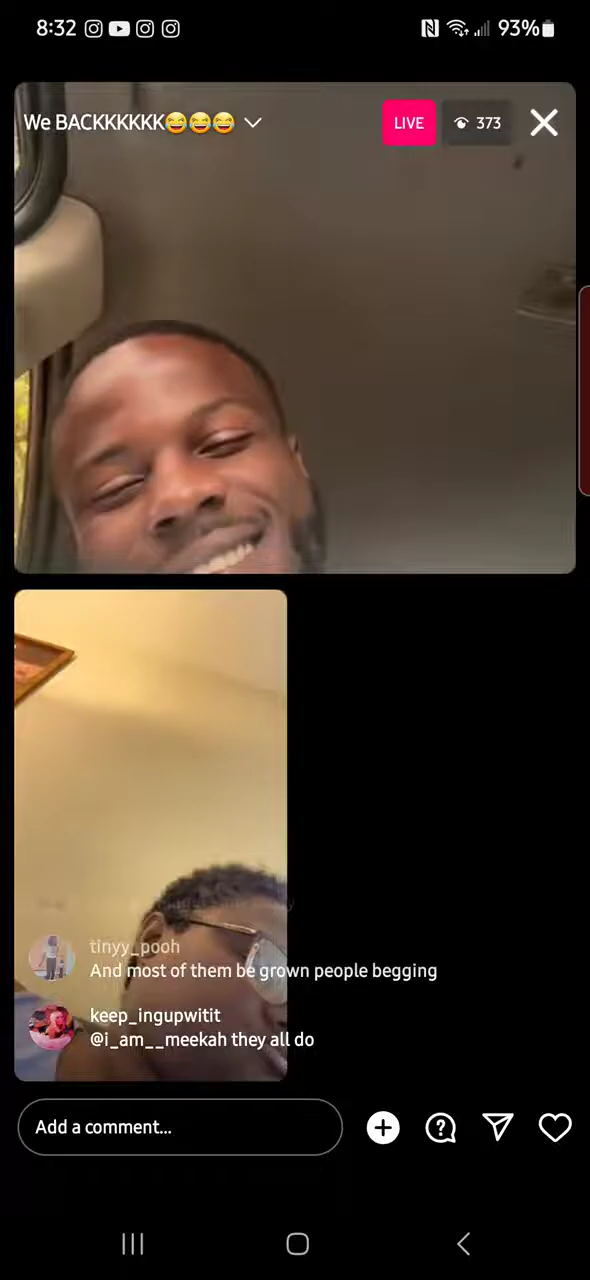 8:32
93%
We BACKKKKKK😂😂😂
LIVE
373
tinyy_pooh
And most of them be grown people begging
keep_ingupwitit
@i_am__meekah they all do
Add a comment...